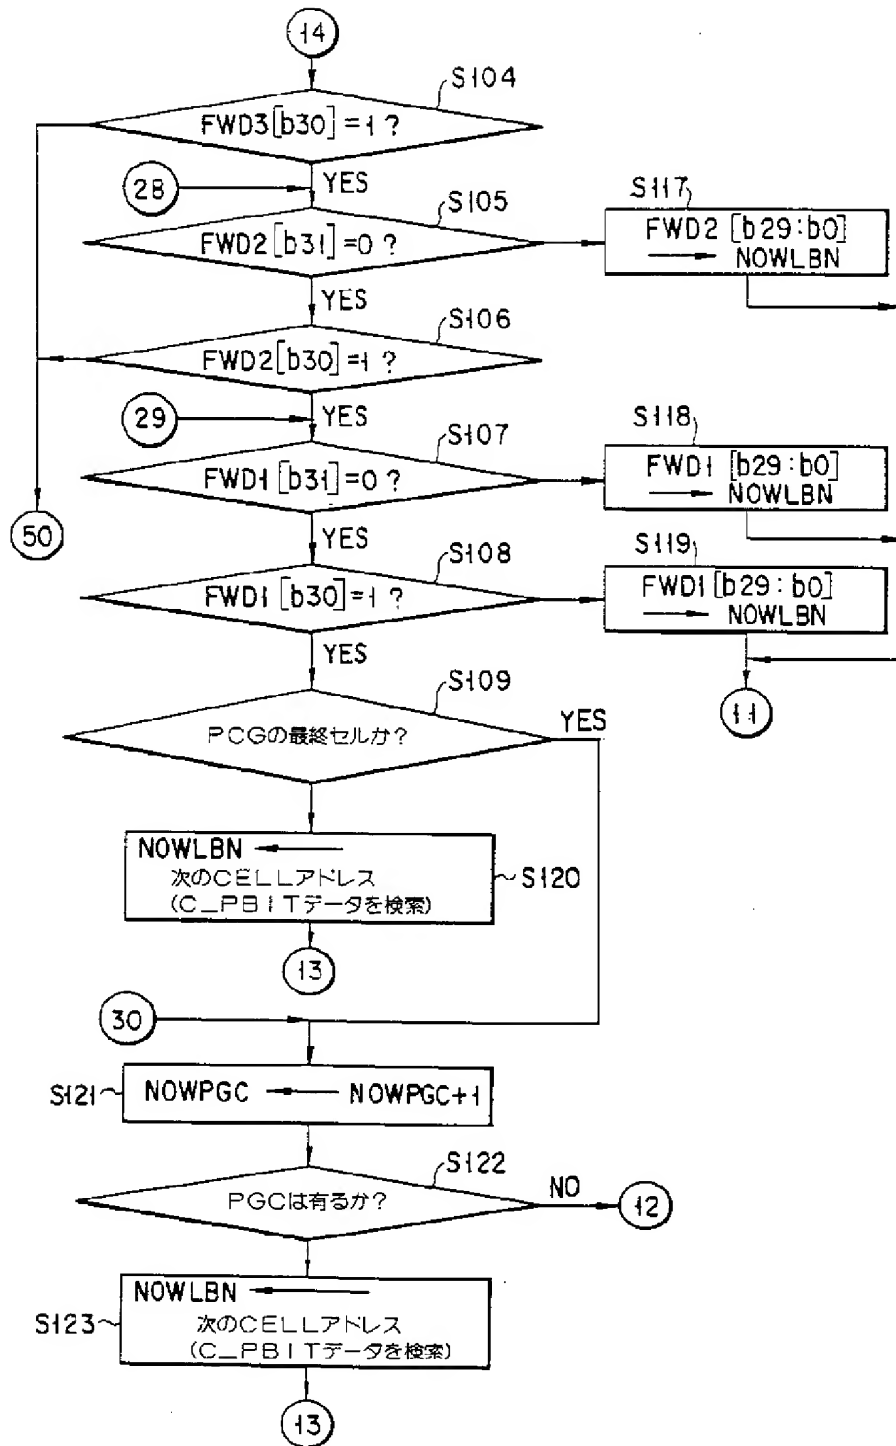 14
S104
FWD3[b30]=1?
YES
28
S105
FWD2[b31]=0?
S117
FWD2[b29:b0]
→ NOWLBN
YES
S106
FWD2[b30]=1?
YES
29
S107
FWD1[b31]=0?
S118
FWD1[b29:b0]
→ NOWLBN
50
YES
S108
FWD1[b30]=1?
S119
FWD1[b29:b0]
→ NOWLBN
YES
S109
PCGの最終セルか?
YES
11
NOWLBN ←
次のCELLアドレス
(C_PBITデータを検索)
S120
13
30
S121
NOWPGC ← NOWPGC+1
S122
PGCは有るか?
NO
12
S123
NOWLBN ←
次のCELLアドレス
(C_PBITデータを検索)
13